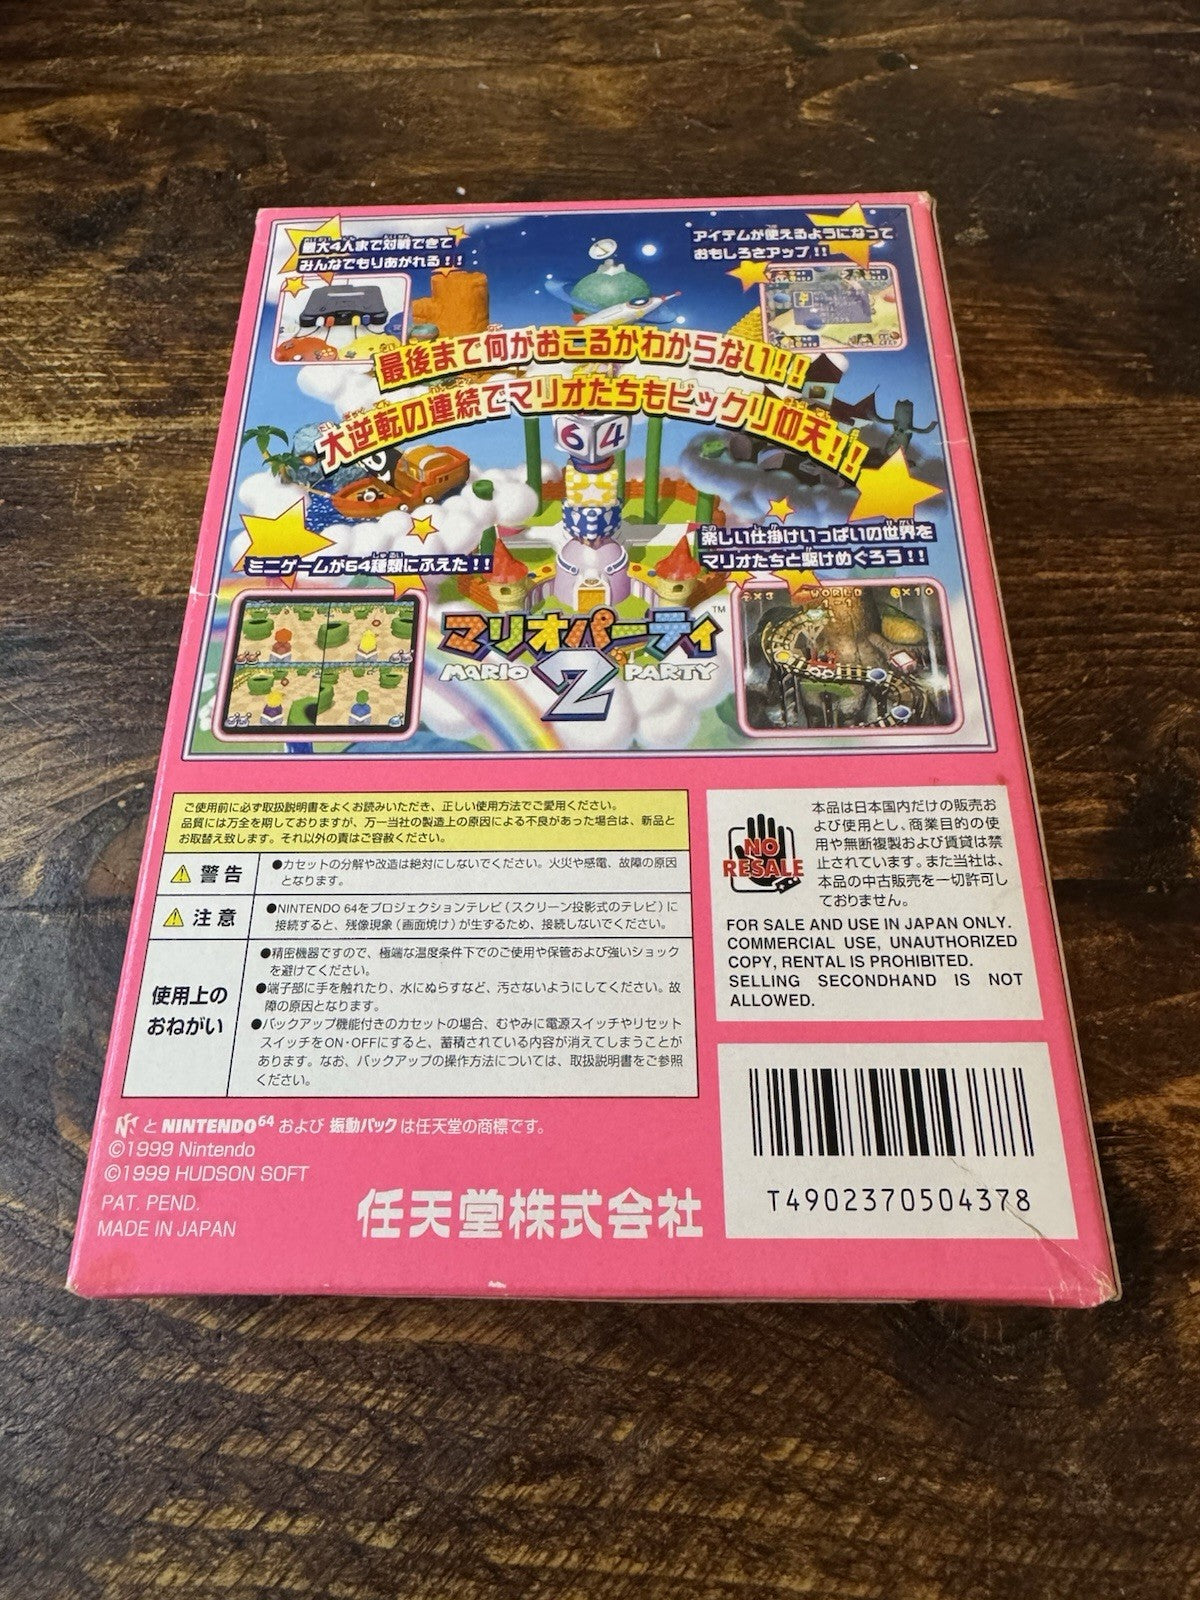 最大4人まで対戦できて
みんなでもりあがれる!!
アイテムが使えるようになって
おもしろさアップ!!
最後まで何がおこるかわからない!!
大逆転の連続でマリオたちもビックリ仰天!!
64
ミニゲームが64種類にふえた!!
楽しい仕掛けいっぱいの世界を
マリオたちと駆けめぐろう!!
×3 WORLD ×10
1-1
マリオパーティ™
MARIO 2 PARTY
ご使用前に必ず取扱説明書をよくお読みいただき、正しい使用方法でご愛用ください。
品質には万全を期しておりますが、万一当社の製造上の原因による不良があった場合は、新品と
お取替え致します。それ以外の責はご容赦ください。
警告
●カセットの分解や改造は絶対にしないでください。火災や感電、故障の原因
となります。
注意
●NINTENDO 64をプロジェクションテレビ(スクリーン投影式のテレビ)に
接続すると、残像現象(画面焼け)が生ずるため、接続しないでください。
使用上の
おねがい
●精密機器ですので、極端な温度条件下でのご使用や保管および強いショック
を避けてください。
●端子部に手を触れたり、水にぬらすなど、汚さないようにしてください。故
障の原因となります。
●バックアップ機能付きのカセットの場合、むやみに電源スイッチやリセット
スイッチをON・OFFにすると、蓄積されている内容が消えてしまうことが
あります。なお、バックアップの操作方法については、取扱説明書をご参照
ください。
NO
RESALE
本品は日本国内だけの販売お
よび使用とし、商業目的の使
用や無断複製および賃貸は禁
止されています。また当社は、
本品の中古販売を一切許可し
ておりません。
FOR SALE AND USE IN JAPAN ONLY.
COMMERCIAL USE, UNAUTHORIZED
COPY, RENTAL IS PROHIBITED.
SELLING SECONDHAND IS NOT
ALLOWED.
と NINTENDO64 および 振動パック は任天堂の商標です。
©1999 Nintendo
©1999 HUDSON SOFT
PAT. PEND.
MADE IN JAPAN
任天堂株式会社
T4902370504378